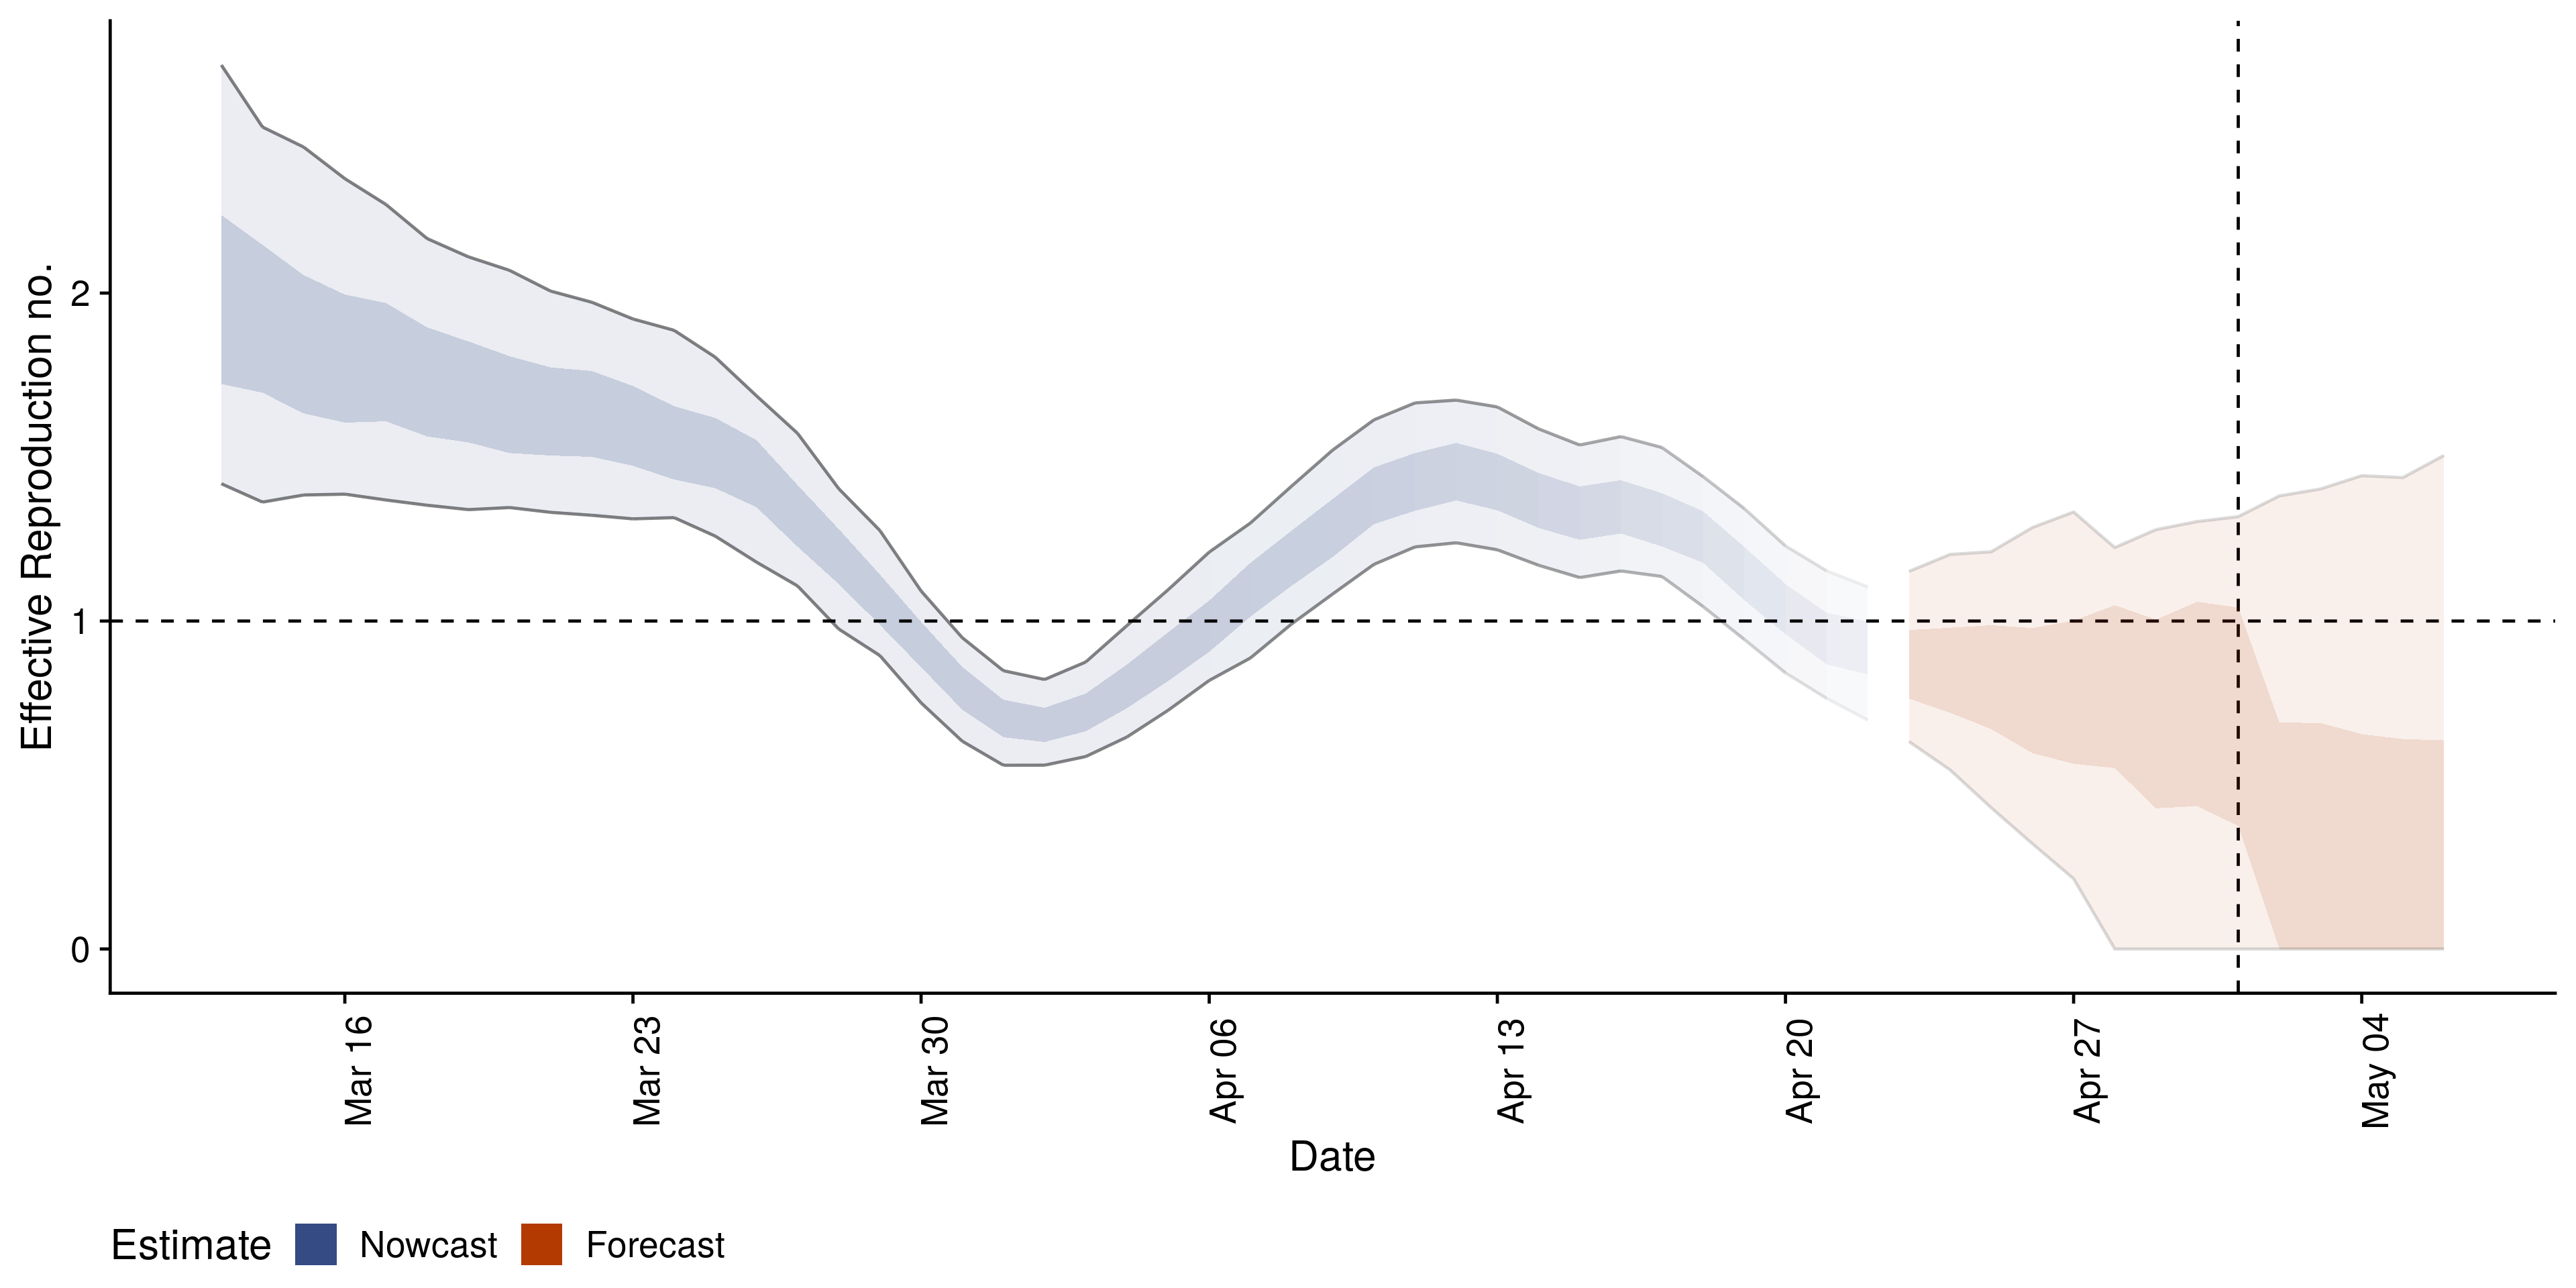 Effective Reproduction no.
2
1
0
Mar 16
Mar 23
Mar 30
Apr 06
Apr 13
Apr 20
Apr 27
May 04
Date
Estimate Nowcast Forecast